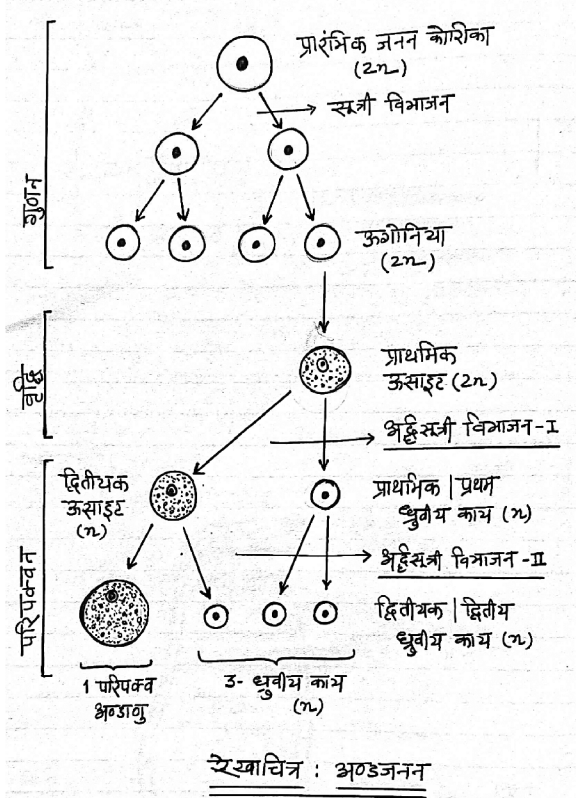 प्रारंभिक जनन कोशिका
(2n)
सूत्री विभाजन
गुणन
ऊगोनिया
(2n)
वृद्धि
प्राथमिक
ऊसाइट (2n)
अर्द्धसूत्री विभाजन-I
द्वितीयक
ऊसाइट
(n)
प्राथमिक | प्रथम
ध्रुवीय काय (n)
परिपक्वन
अर्द्धसूत्री विभाजन-II
द्वितीयक | द्वितीय
ध्रुवीय काय (n)
1 परिपक्व
अण्डाणु
3- ध्रुवीय काय
(n)
रेखाचित्र : अण्डजनन